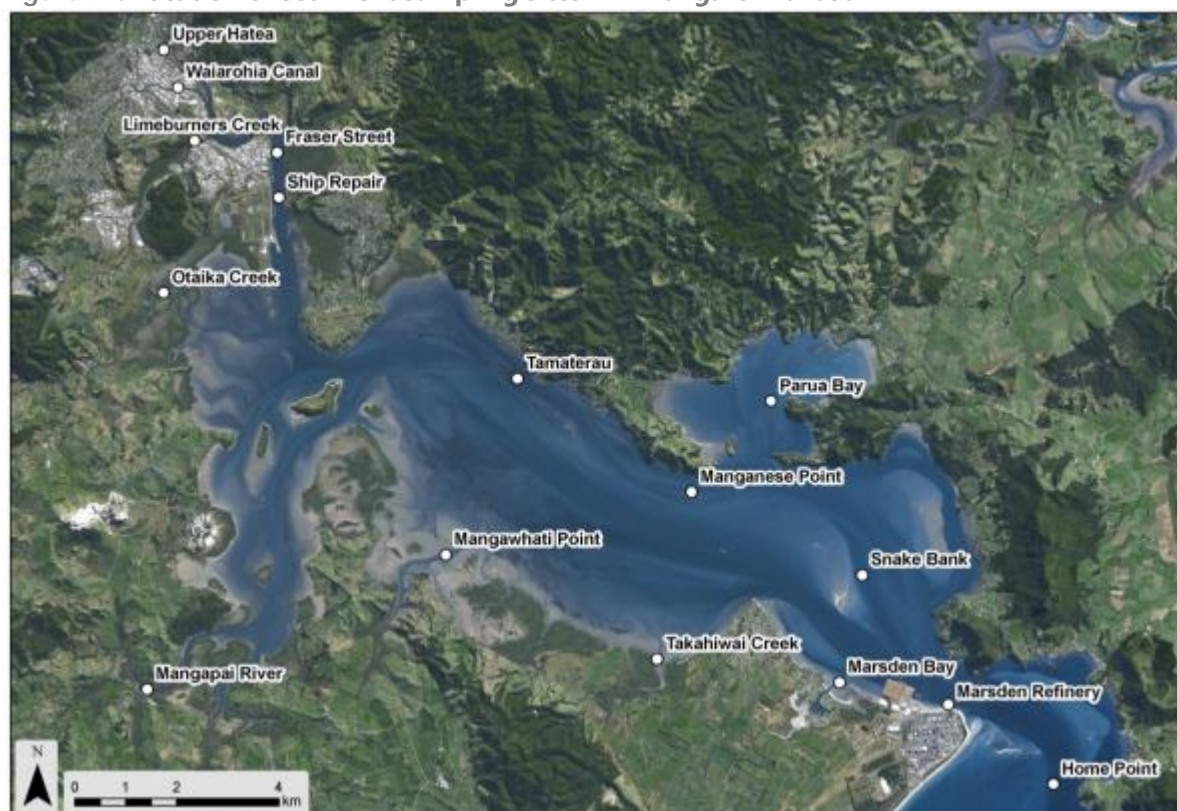 Upper Hatea
Waiarohia Canal
Limeburners Creek
Fraser Street
Ship Repair
Otaika Creek
Tamaterau
Parua Bay
Manganese Point
Mangawhati Point
Snake Bank
Takahiwai Creek
Marsden Bay
Mangapai River
Marsden Refinery
Home Point
N
0 1 2 4
km